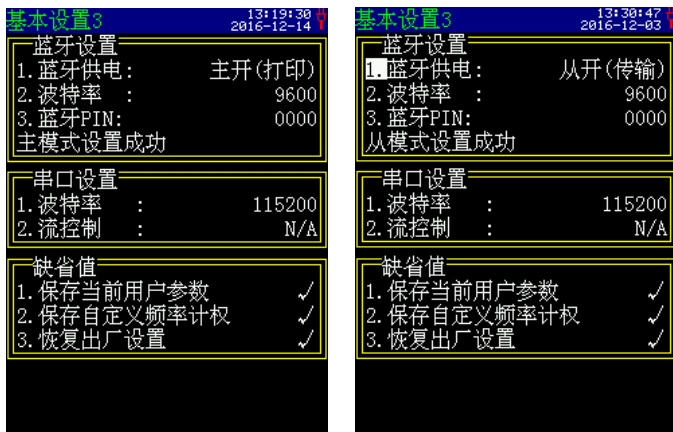 基本设置3
13:19:30
2016-12-14
蓝牙设置
1.蓝牙供电: 主开(打印)
2.波特率 : 9600
3.蓝牙PIN: 0000
主模式设置成功
串口设置
1.波特率 : 115200
2.流控制 : N/A
缺省值
1.保存当前用户参数 ✓
2.保存自定义频率计权 ✓
3.恢复出厂设置 ✓
基本设置3
13:30:47
2016-12-03
蓝牙设置
1.蓝牙供电: 从开(传输)
2.波特率 : 9600
3.蓝牙PIN: 0000
从模式设置成功
串口设置
1.波特率 : 115200
2.流控制 : N/A
缺省值
1.保存当前用户参数 ✓
2.保存自定义频率计权 ✓
3.恢复出厂设置 ✓